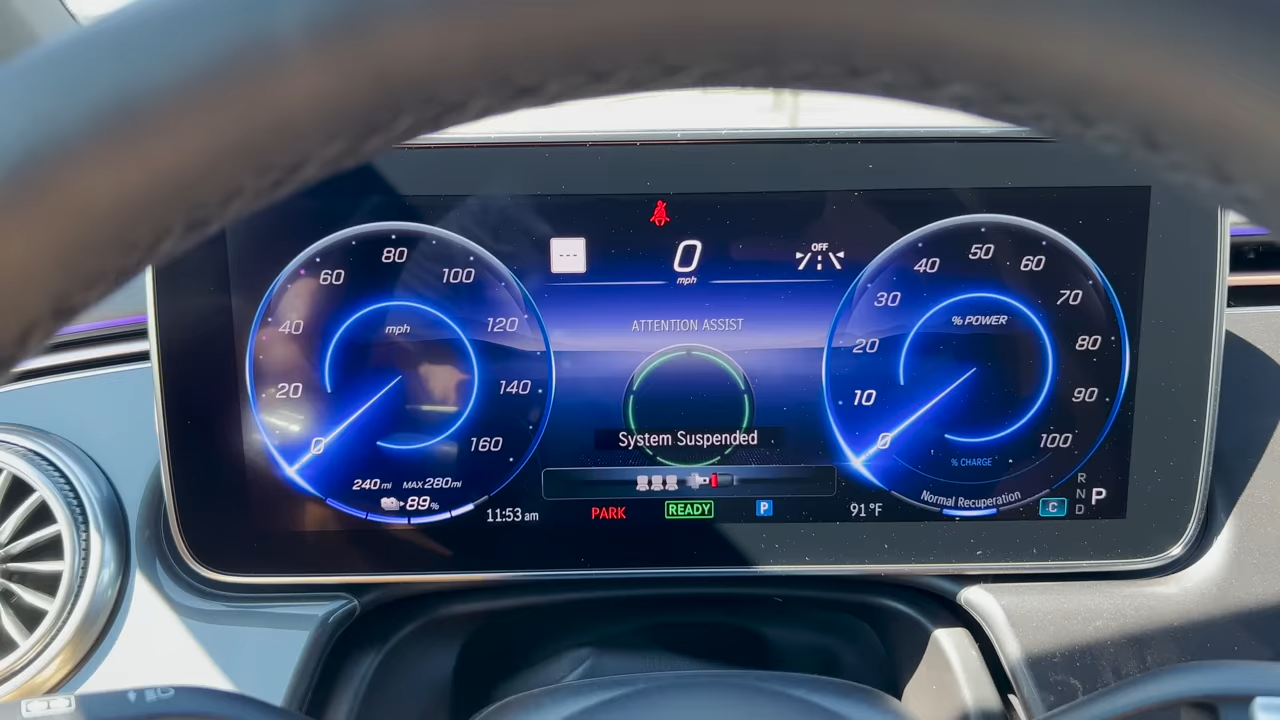 0
mph
OFF
ATTENTION ASSIST
System Suspended
mph
0
20
40
60
80
100
120
140
160
240 mi MAX 280 mi
89%
% POWER
0
10
20
30
40
50
60
70
80
90
100
% CHARGE
Normal Recuperation
11:53 am
PARK
READY
P
91 °F
C
R
N
D
P